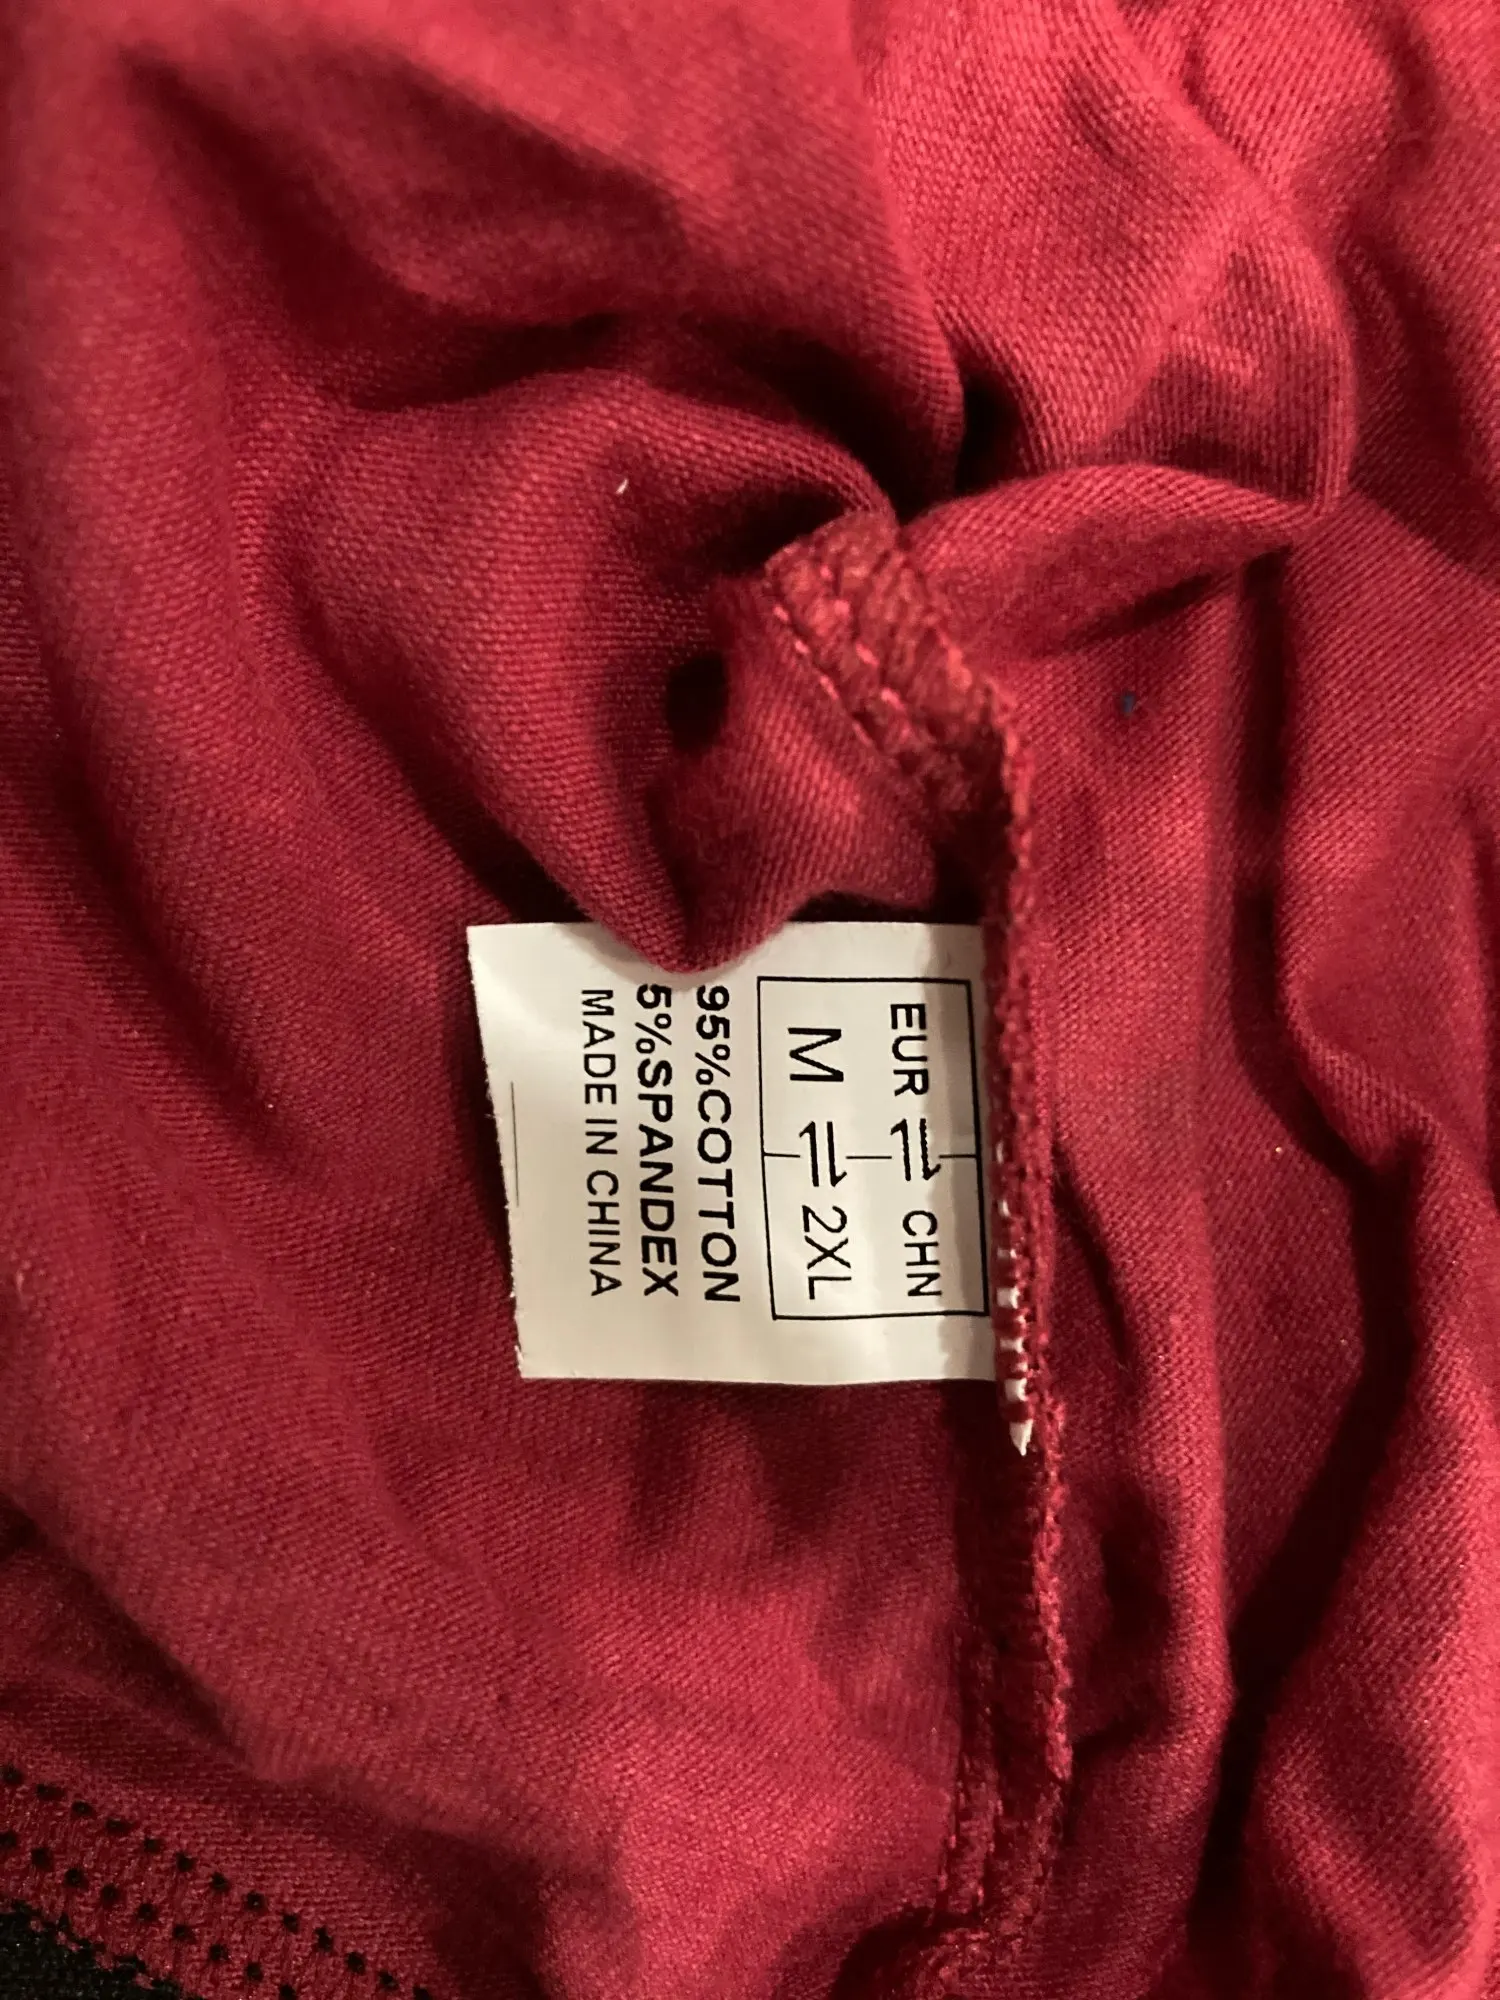 EUR ⇌ CHN
M ⇌ 2XL
95%COTTON
5%SPANDEX
MADE IN CHINA